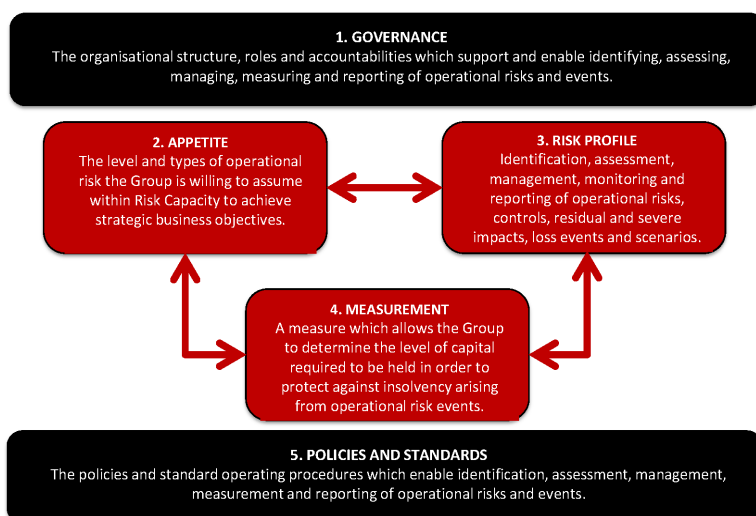 1. GOVERNANCE
The organisational structure, roles and accountabilities which support and enable identifying, assessing,
managing, measuring and reporting of operational risks and events.
2. APPETITE
The level and types of operational
risk the Group is willing to assume
within Risk Capacity to achieve
strategic business objectives.
3. RISK PROFILE
Identification, assessment,
management, monitoring and
reporting of operational risks,
controls, residual and severe
impacts, loss events and scenarios.
4. MEASUREMENT
A measure which allows the Group
to determine the level of capital
required to be held in order to
protect against insolvency arising
from operational risk events.
5. POLICIES AND STANDARDS
The policies and standard operating procedures which enable identification, assessment, management,
measurement and reporting of operational risks and events.